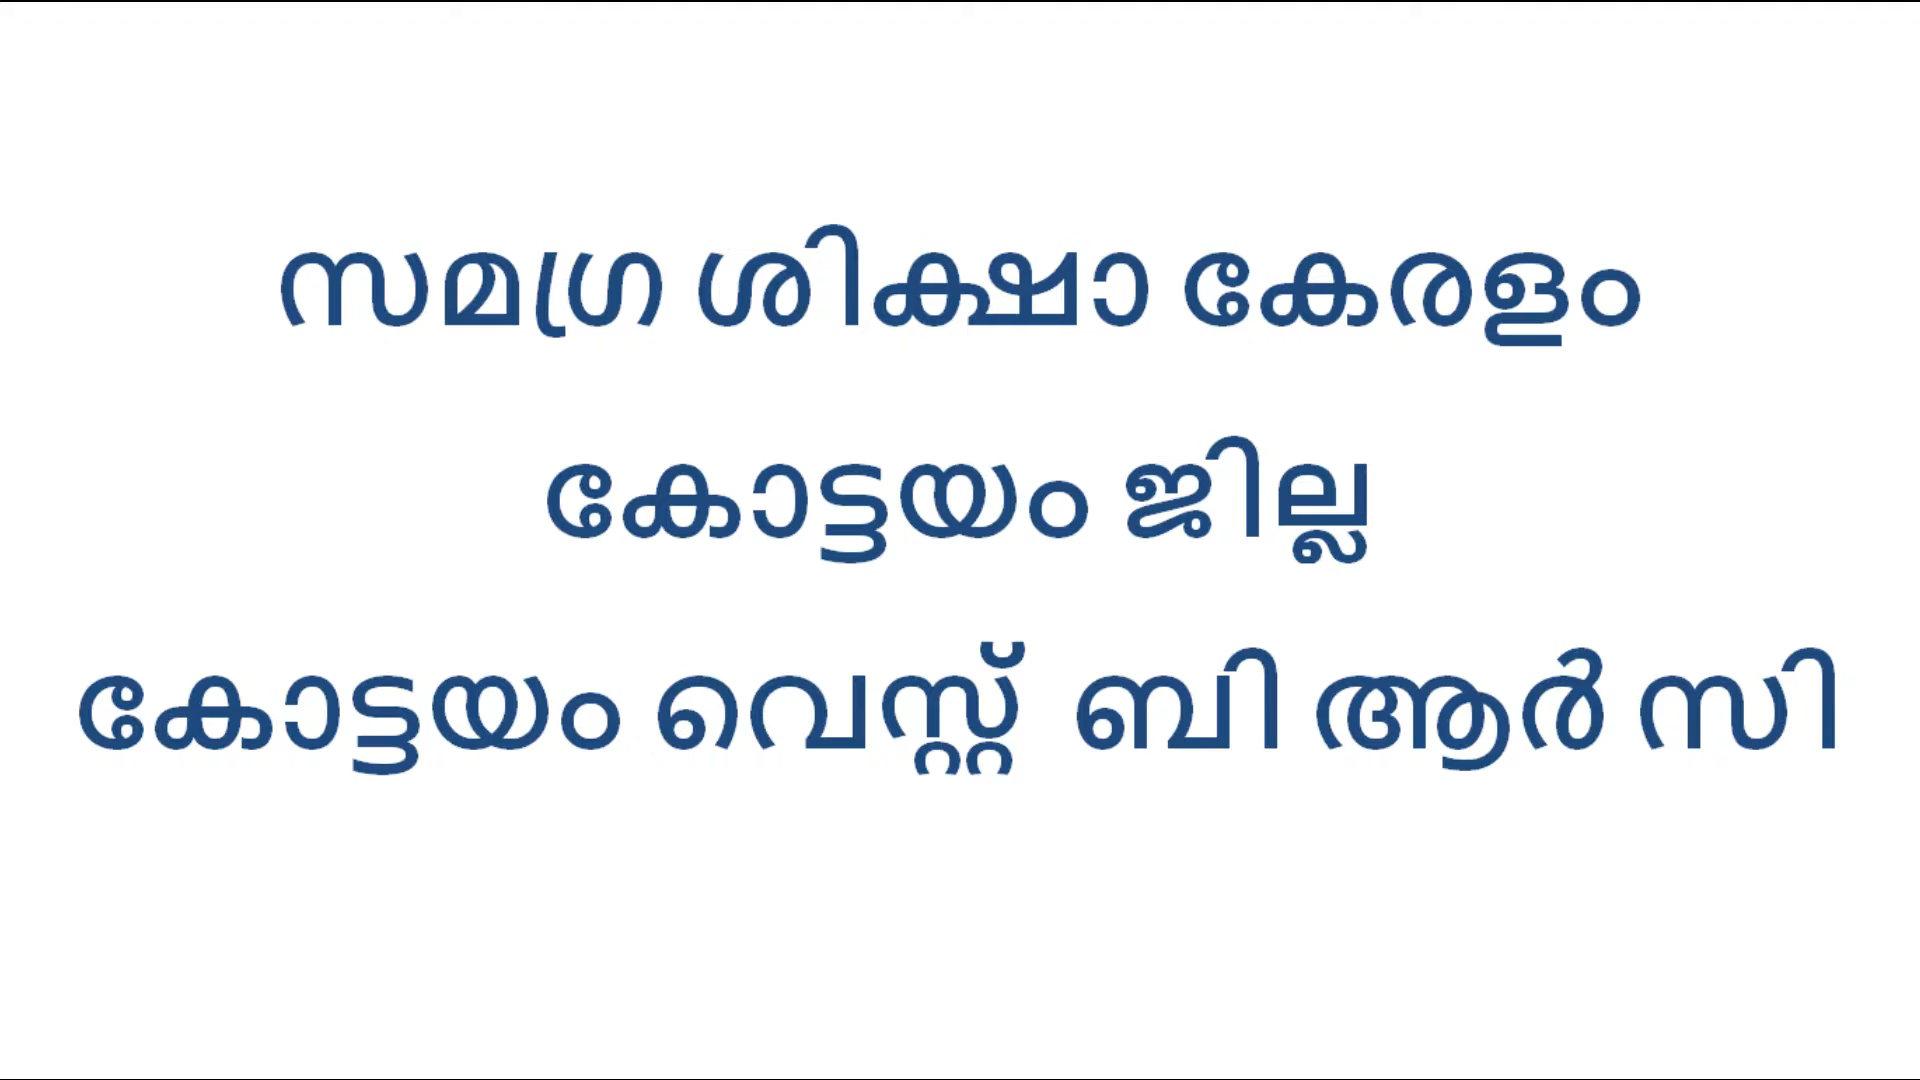 സമഗ്ര ശിക്ഷാ കേരളം
കോട്ടയം ജില്ല
കോട്ടയം വെസ്റ്റ് ബി ആർ സി